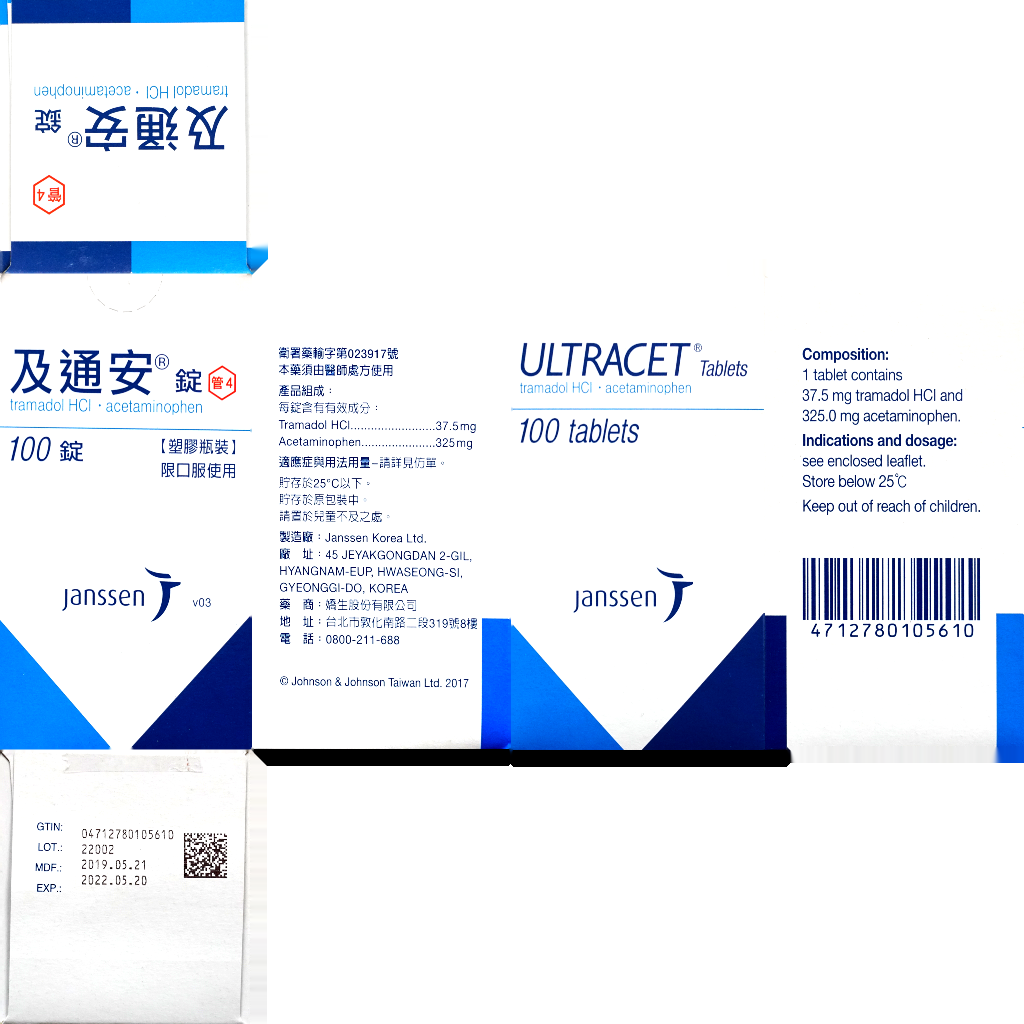 及通安® 錠
tramadol HCl・acetaminophen
管4
及通安® 錠 管4
tramadol HCl・acetaminophen
100 錠
【塑膠瓶裝】
限口服使用
Janssen
v03
衛署藥輸字第023917號
本藥須由醫師處方使用
產品組成：
每錠含有有效成分：
Tramadol HCl.........................37.5mg
Acetaminophen......................325mg
適應症與用法用量－請詳見仿單。
貯存於25°C以下。
貯存於原包裝中。
請置於兒童不及之處。
製造廠：Janssen Korea Ltd.
廠　址：45 JEYAKGONGDAN 2-GIL,
HYANGNAM-EUP, HWASEONG-SI,
GYEONGGI-DO, KOREA
藥　商：嬌生股份有限公司
地　址：台北市敦化南路二段319號8樓
電　話：0800-211-688
© Johnson & Johnson Taiwan Ltd. 2017
ULTRACET® Tablets
tramadol HCl・acetaminophen
100 tablets
Janssen
Composition:
1 tablet contains
37.5 mg tramadol HCl and
325.0 mg acetaminophen.
Indications and dosage:
see enclosed leaflet.
Store below 25℃
Keep out of reach of children.
4712780105610
GTIN: 04712780105610
LOT.: 22002
MDF.: 2019.05.21
EXP.: 2022.05.20